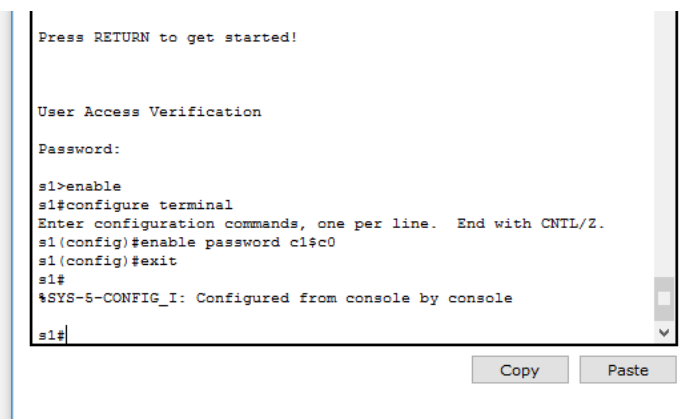 Press RETURN to get started!
User Access Verification
Password:
s1>enable
s1#configure terminal
Enter configuration commands, one per line.  End with CNTL/Z.
s1(config)#enable password c1$c0
s1(config)#exit
s1#
%SYS-5-CONFIG_I: Configured from console by console
s1#
Copy Paste